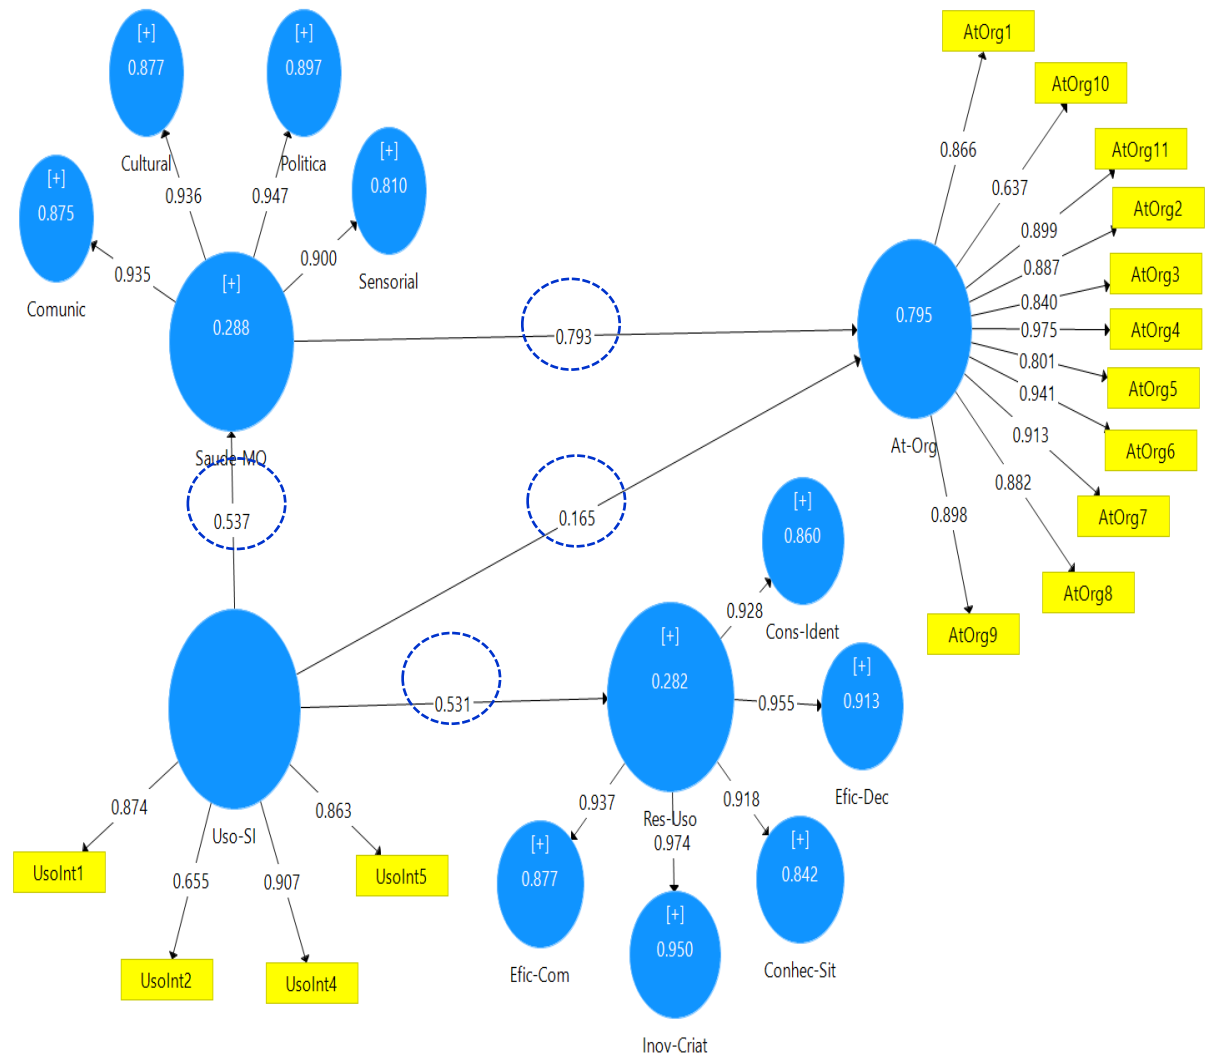 [+]
0.877
Cultural
[+]
0.897
Politica
[+]
0.875
Comunic
[+]
0.810
Sensorial
0.936
0.947
0.935
0.900
[+]
0.288
Saude-MO
0.793
0.537
0.165
0.531
AtOrg1
AtOrg10
AtOrg11
AtOrg2
AtOrg3
AtOrg4
AtOrg5
AtOrg6
AtOrg7
AtOrg8
AtOrg9
0.866
0.637
0.899
0.887
0.840
0.975
0.801
0.941
0.913
0.882
0.898
0.795
At-Org
[+]
0.860
Cons-Ident
0.928
[+]
0.282
Res-Uso
0.955
[+]
0.913
Efic-Dec
0.937
0.974
0.918
[+]
0.877
Efic-Com
[+]
0.950
Inov-Criat
[+]
0.842
Conhec-Sit
Uso-SI
0.874
0.655
0.907
0.863
UsoInt1
UsoInt2
UsoInt4
UsoInt5